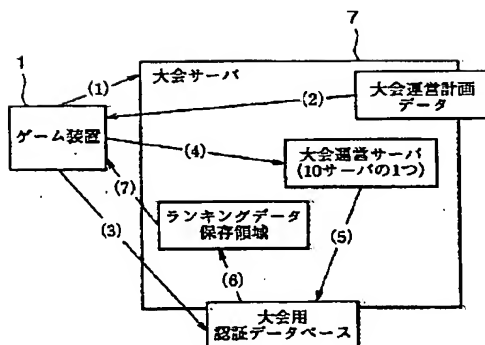 7
1
大会サーバ
(1)
(2)
大会運営計画
データ
ゲーム装置
(4)
大会運営サーバ
(10サーバの1つ)
(7)
ランキングデータ
保存領域
(3)
(5)
(6)
大会用
認証データベース